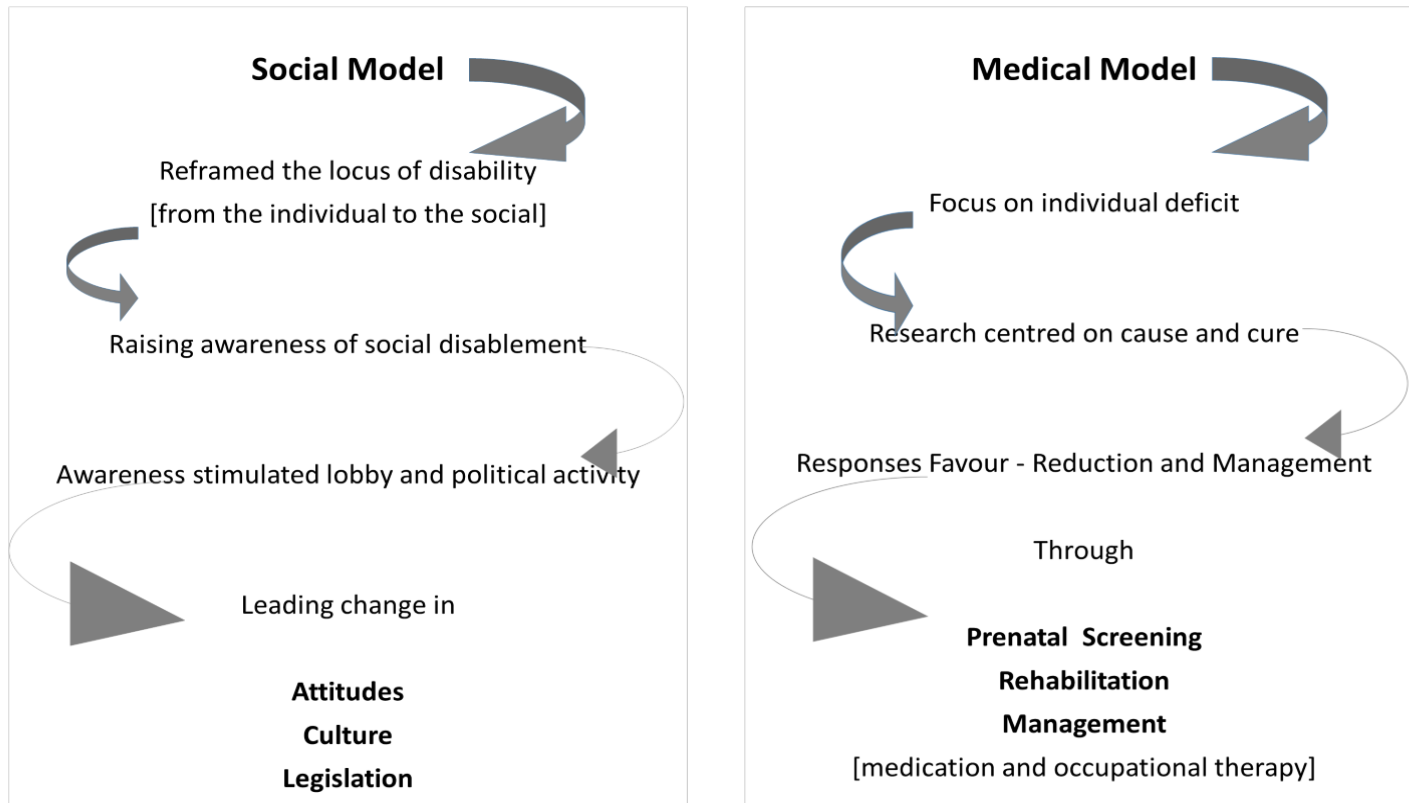 Social Model
Reframed the locus of disability
[from the individual to the social]
Raising awareness of social disablement
Awareness stimulated lobby and political activity
Leading change in
Attitudes
Culture
Legislation
Medical Model
Focus on individual deficit
Research centred on cause and cure
Responses Favour - Reduction and Management
Through
Prenatal  Screening
Rehabilitation
Management
[medication and occupational therapy]